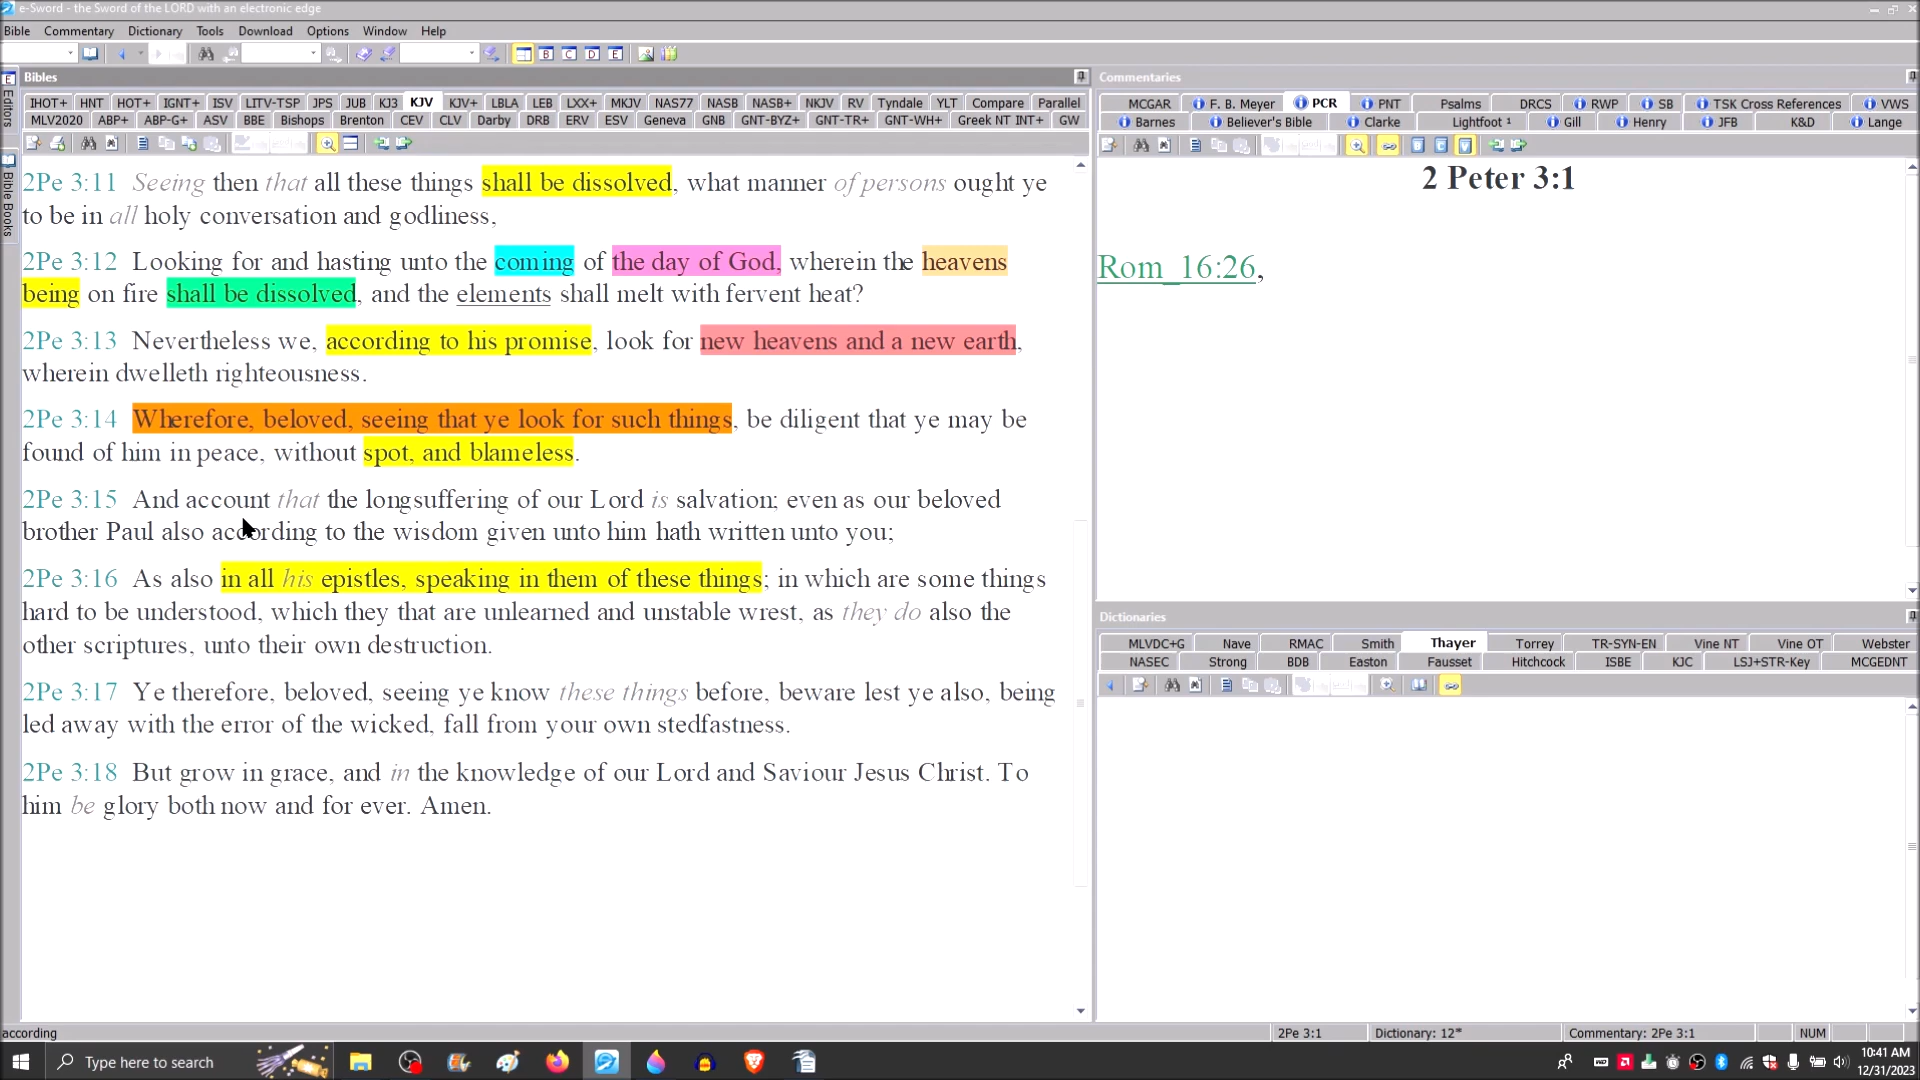 e-Sword - the Sword of the LORD with an electronic edge
Bible Commentary Dictionary Tools Download Options Window Help
Bibles
IHOT+ HNT HOT+ IGNT+ ISV LITV-TSP JPS JUB KJ3 KJV KJV+ LBLA LEB LXX+ MKJV NAS77 NASB NASB+ NKJV RV Tyndale YLT Compare Parallel
MLV2020 ABP+ ABP-G+ ASV BBE Bishops Brenton CEV CLV Darby DRB ERV ESV Geneva GNB GNT-BYZ+ GNT-TR+ GNT-WH+ Greek NT INT+ GW
Editors
Bible Books
2Pe 3:11 Seeing then that all these things shall be dissolved, what manner of persons ought ye
to be in all holy conversation and godliness,
2Pe 3:12 Looking for and hasting unto the coming of the day of God, wherein the heavens
being on fire shall be dissolved, and the elements shall melt with fervent heat?
2Pe 3:13 Nevertheless we, according to his promise, look for new heavens and a new earth,
wherein dwelleth righteousness.
2Pe 3:14 Wherefore, beloved, seeing that ye look for such things, be diligent that ye may be
found of him in peace, without spot, and blameless.
2Pe 3:15 And account that the longsuffering of our Lord is salvation; even as our beloved
brother Paul also according to the wisdom given unto him hath written unto you;
2Pe 3:16 As also in all his epistles, speaking in them of these things; in which are some things
hard to be understood, which they that are unlearned and unstable wrest, as they do also the
other scriptures, unto their own destruction.
2Pe 3:17 Ye therefore, beloved, seeing ye know these things before, beware lest ye also, being
led away with the error of the wicked, fall from your own stedfastness.
2Pe 3:18 But grow in grace, and in the knowledge of our Lord and Saviour Jesus Christ. To
him be glory both now and for ever. Amen.
Commentaries
MCGAR F. B. Meyer PCR PNT Psalms DRCS RWP SB TSK Cross References VWS
Barnes Believer's Bible Clarke Lightfoot ¹ Gill Henry JFB K&D Lange
2 Peter 3:1
Rom_16:26,
Dictionaries
MLVDC+G Nave RMAC Smith Thayer Torrey TR-SYN-EN Vine NT Vine OT Webster
NASEC Strong BDB Easton Fausset Hitchcock ISBE KJC LSJ+STR-Key MCGEDNT
according 2Pe 3:1 Dictionary: 12* Commentary: 2Pe 3:1 NUM
Type here to search
10:41 AM
12/31/2023